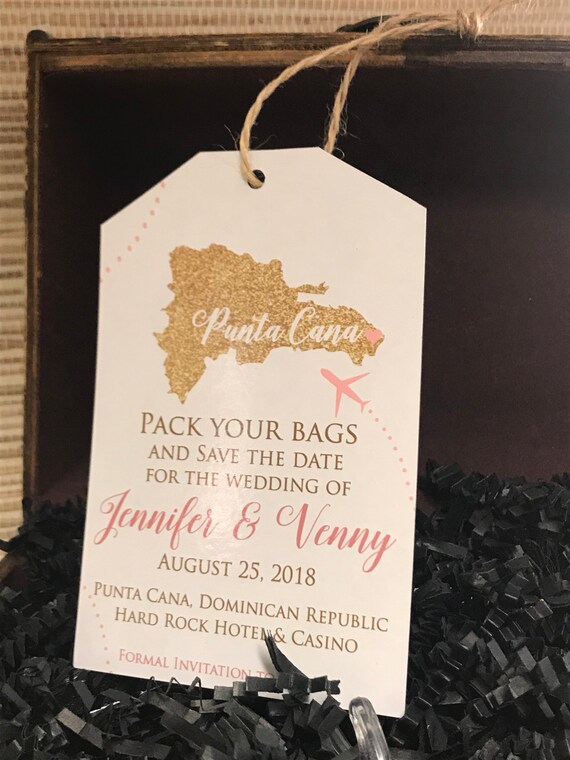 Punta Cana
PACK YOUR BAGS
AND SAVE THE DATE
FOR THE WEDDING OF
Jennifer & Venny
AUGUST 25, 2018
PUNTA CANA, DOMINICAN REPUBLIC
HARD ROCK HOTEL & CASINO
FORMAL INVITATION TO